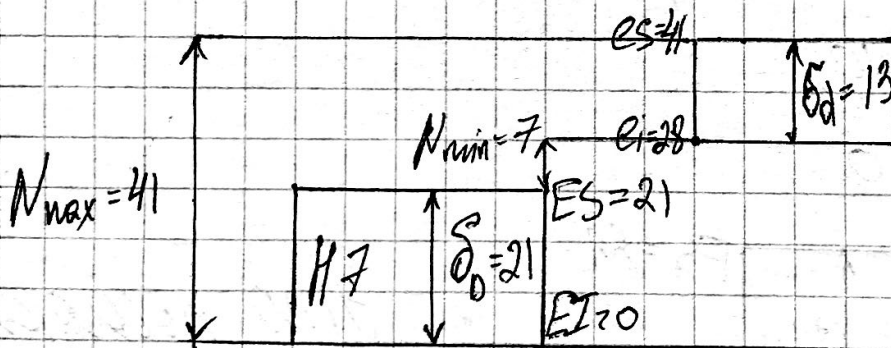 es=41
δd=13
Nmin=7
ei=28
Nmax=41
ES=21
H7
δD=21
EI=0